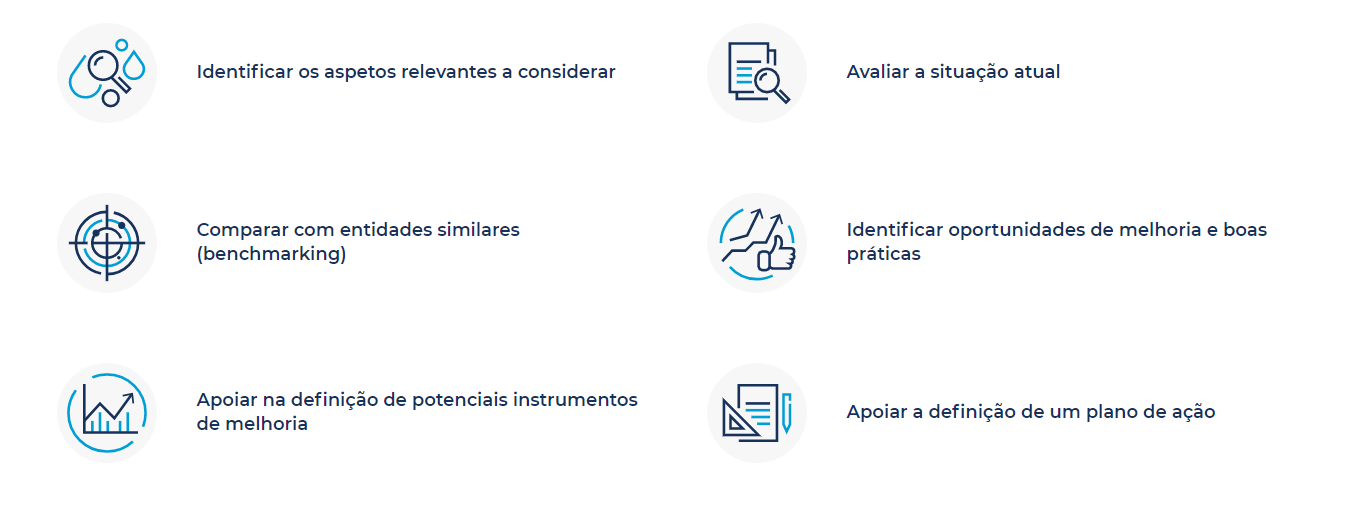 Identificar os aspetos relevantes a considerar
Avaliar a situação atual
Comparar com entidades similares
(benchmarking)
Identificar oportunidades de melhoria e boas
práticas
Apoiar na definição de potenciais instrumentos
de melhoria
Apoiar a definição de um plano de ação